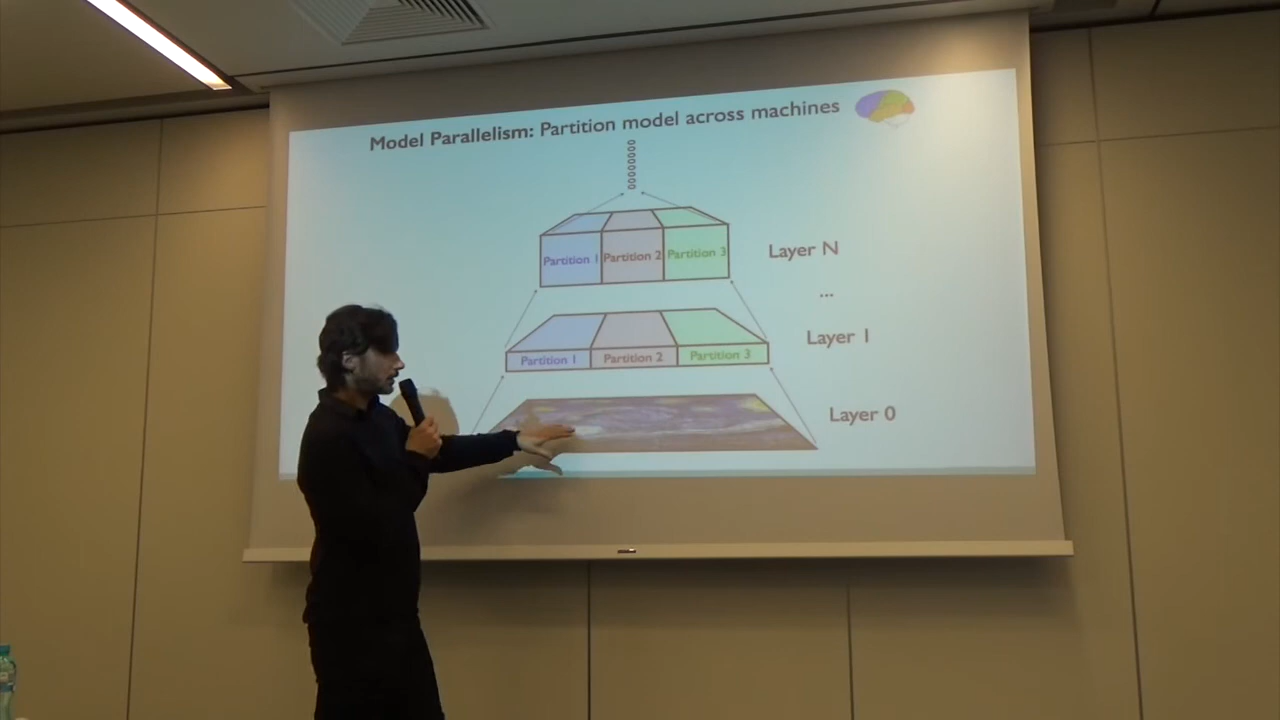 Model Parallelism: Partition model across machines
Partition 1 Partition 2 Partition 3
Layer N
...
Layer 1
Partition 1 Partition 2 Partition 3
Layer 0